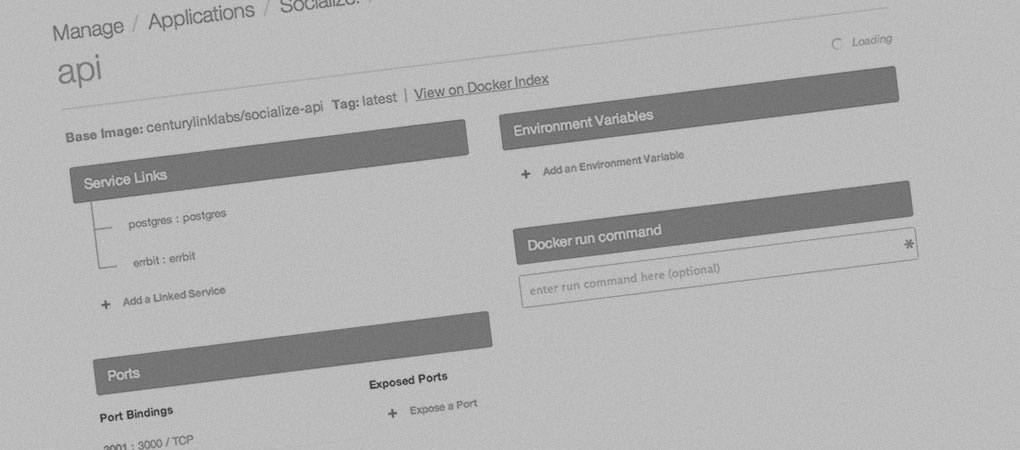 Manage / Applications / Socialize. /
api
Loading
Base Image: centurylinklabs/socialize-api Tag: latest | View on Docker Index
Service Links
postgres : postgres
errbit : errbit
+ Add a Linked Service
Ports
Port Bindings
3001 : 3000 / TCP
Exposed Ports
+ Expose a Port
Environment Variables
+ Add an Environment Variable
Docker run command
enter run command here (optional) *